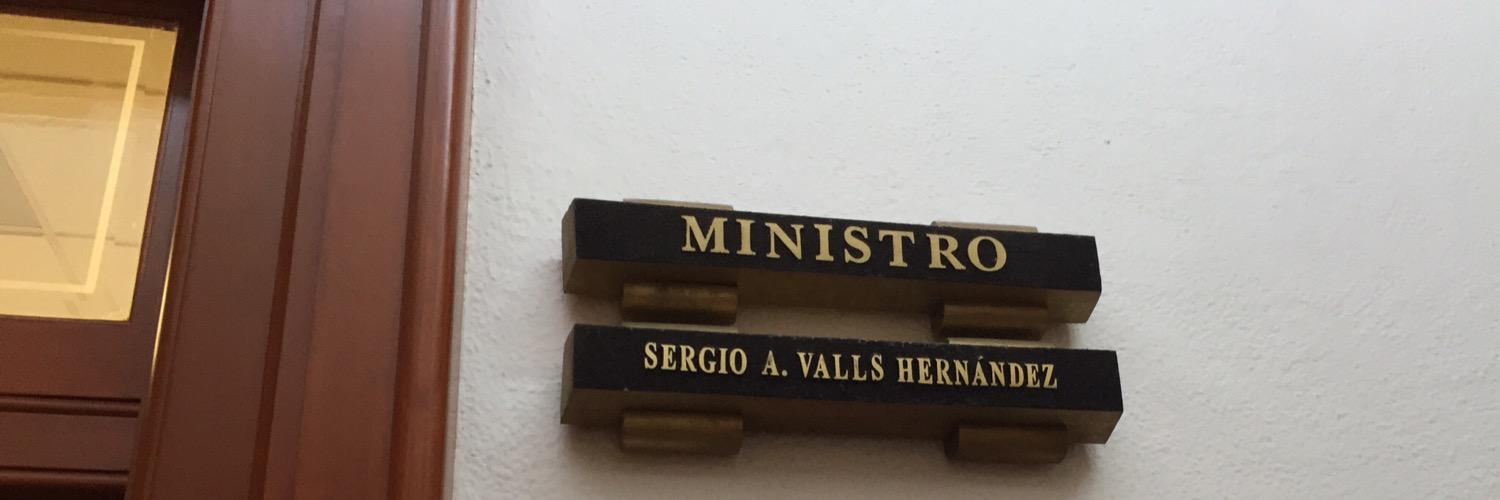 MINISTRO
SERGIO A. VALLS HERNÁNDEZ